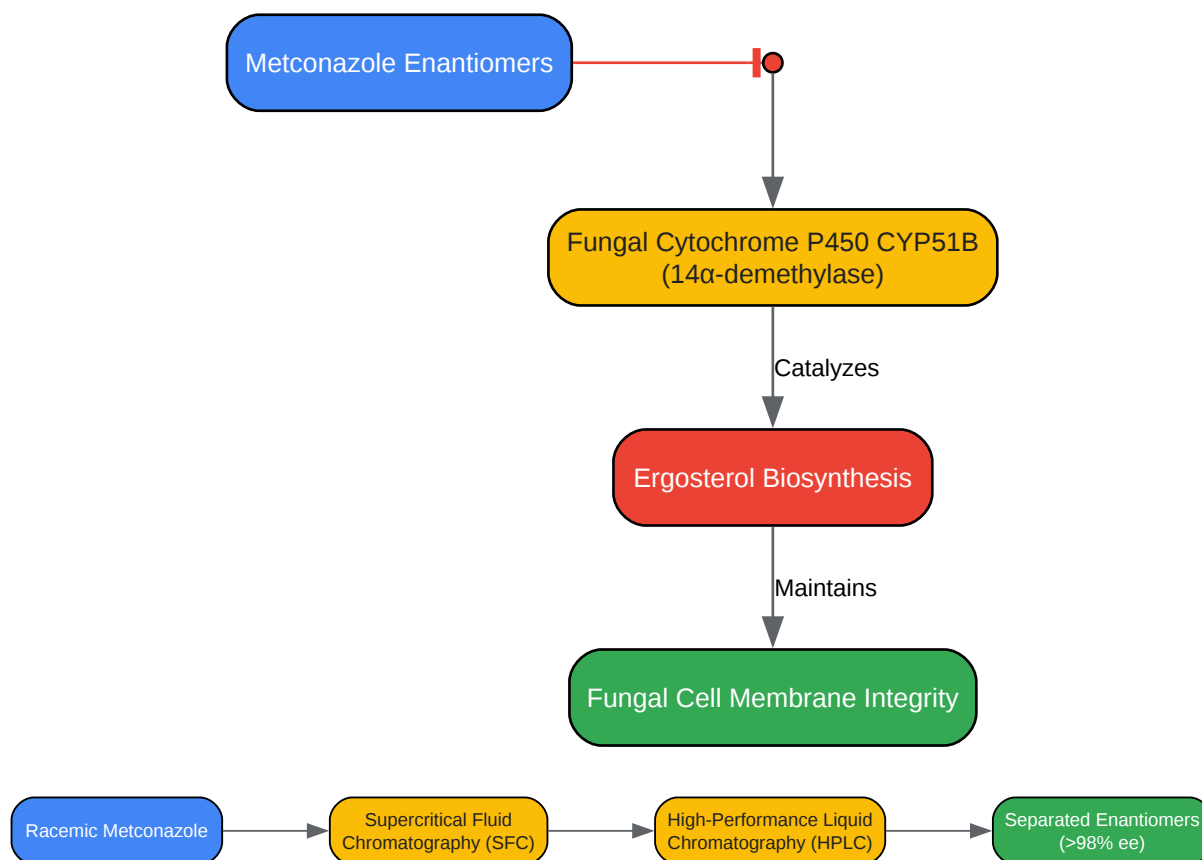 Metconazole Enantiomers
Fungal Cytochrome P450 CYP51B
(14α-demethylase)
Catalyzes
Ergosterol Biosynthesis
Maintains
Fungal Cell Membrane Integrity
Racemic Metconazole
Supercritical Fluid
Chromatography (SFC)
High-Performance Liquid
Chromatography (HPLC)
Separated Enantiomers
(>98% ee)